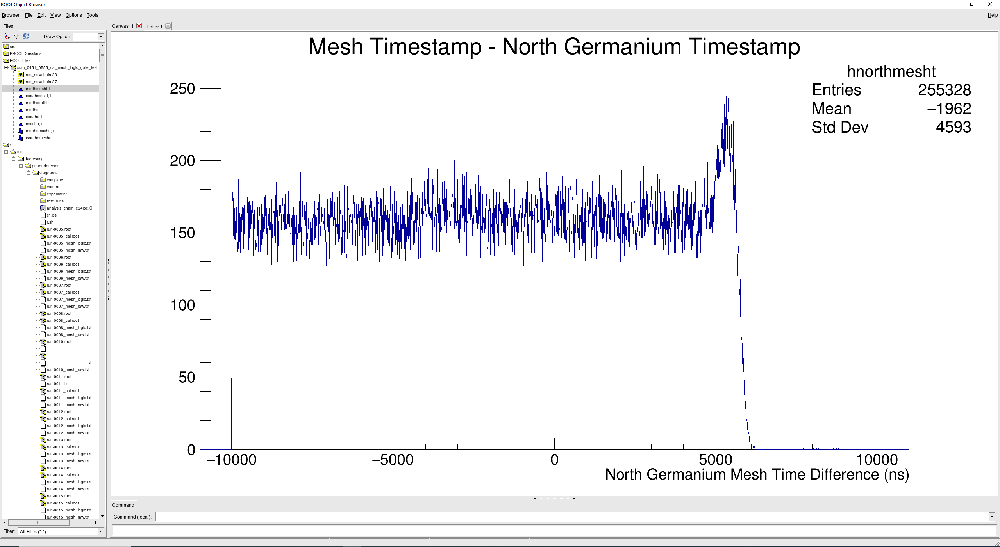 ROOT Object Browser
Browser File Edit View Options Tools Help
Files
Draw Option:
root
PROOF Sessions
ROOT Files
sum_0451_0555_cal_mesh_logic_gate_test.
tree_newchain;38
tree_newchain;37
hnorthmesht;1
hsouthmesht;1
hnorthsoutht;1
hnorthe;1
hsouthe;1
hmeshe;1
hnorthemeshe;1
hsouthemeshe;1
/
mnt
daqtesting
protondetector
stagearea
complete
current
experiment
test_runs
analysis_chain_e24joe.C
c1.ps
r.sh
run-0005.root
run-0005_cal.root
run-0005_mesh_logic.txt
run-0005_mesh_raw.txt
run-0006.root
run-0006_cal.root
run-0006_mesh_logic.txt
run-0006_mesh_raw.txt
run-0007.root
run-0007_cal.root
run-0007_mesh_logic.txt
run-0007_mesh_raw.txt
run-0008.root
run-0008_cal.root
run-0008_mesh_logic.txt
run-0008_mesh_raw.txt
run-0010.root
xt
run-0010_mesh_raw.txt
run-0011.root
run-0011.txt
run-0011_cal.root
run-0011_mesh_logic.txt
run-0011_mesh_raw.txt
run-0012.root
run-0012_cal.root
run-0012_mesh_logic.txt
run-0012_mesh_raw.txt
run-0013.root
run-0013_cal.root
run-0013_mesh_logic.txt
run-0013_mesh_raw.txt
run-0014.root
run-0014_cal.root
run-0014_mesh_logic.txt
run-0014_mesh_raw.txt
run-0015.root
run-0015_cal.root
run-0015_mesh_logic.txt
run-0015_mesh_raw.txt
Filter: All Files (*.*)
Canvas_1 Editor 1
Mesh Timestamp - North Germanium Timestamp
hnorthmesht
Entries 255328
Mean −1962
Std Dev 4593
250
200
150
100
50
0
−10000 −5000 0 5000 10000
North Germanium Mesh Time Difference (ns)
Command
Command (local):